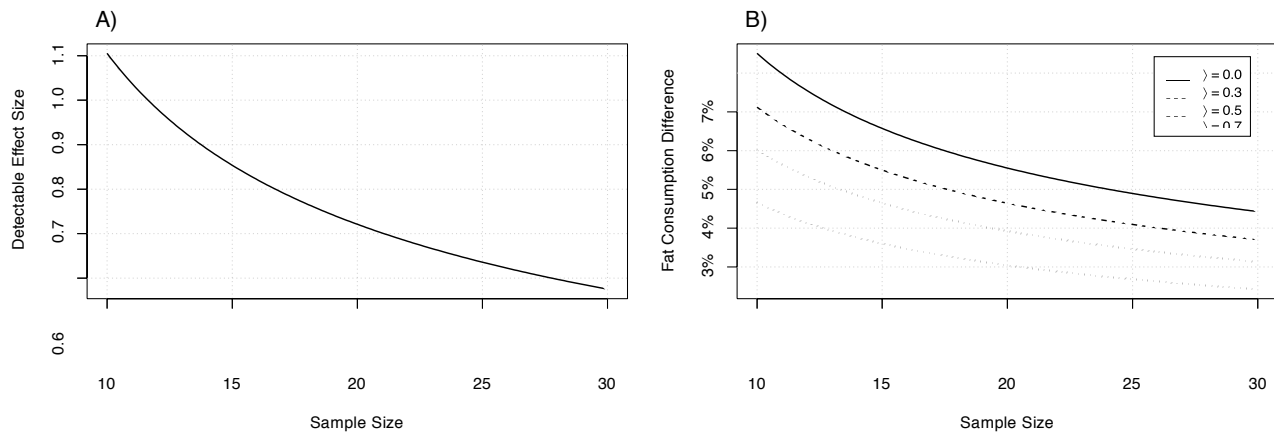 A)
Detectable Effect Size
1.1
1.0
0.9
0.8
0.7
0.6
10 15 20 25 30
Sample Size
B)
Fat Consumption Difference
7%
6%
5%
4%
3%
⟩ = 0.0
⟩ = 0.3
⟩ = 0.5
⟩ = 0.7
10 15 20 25 30
Sample Size